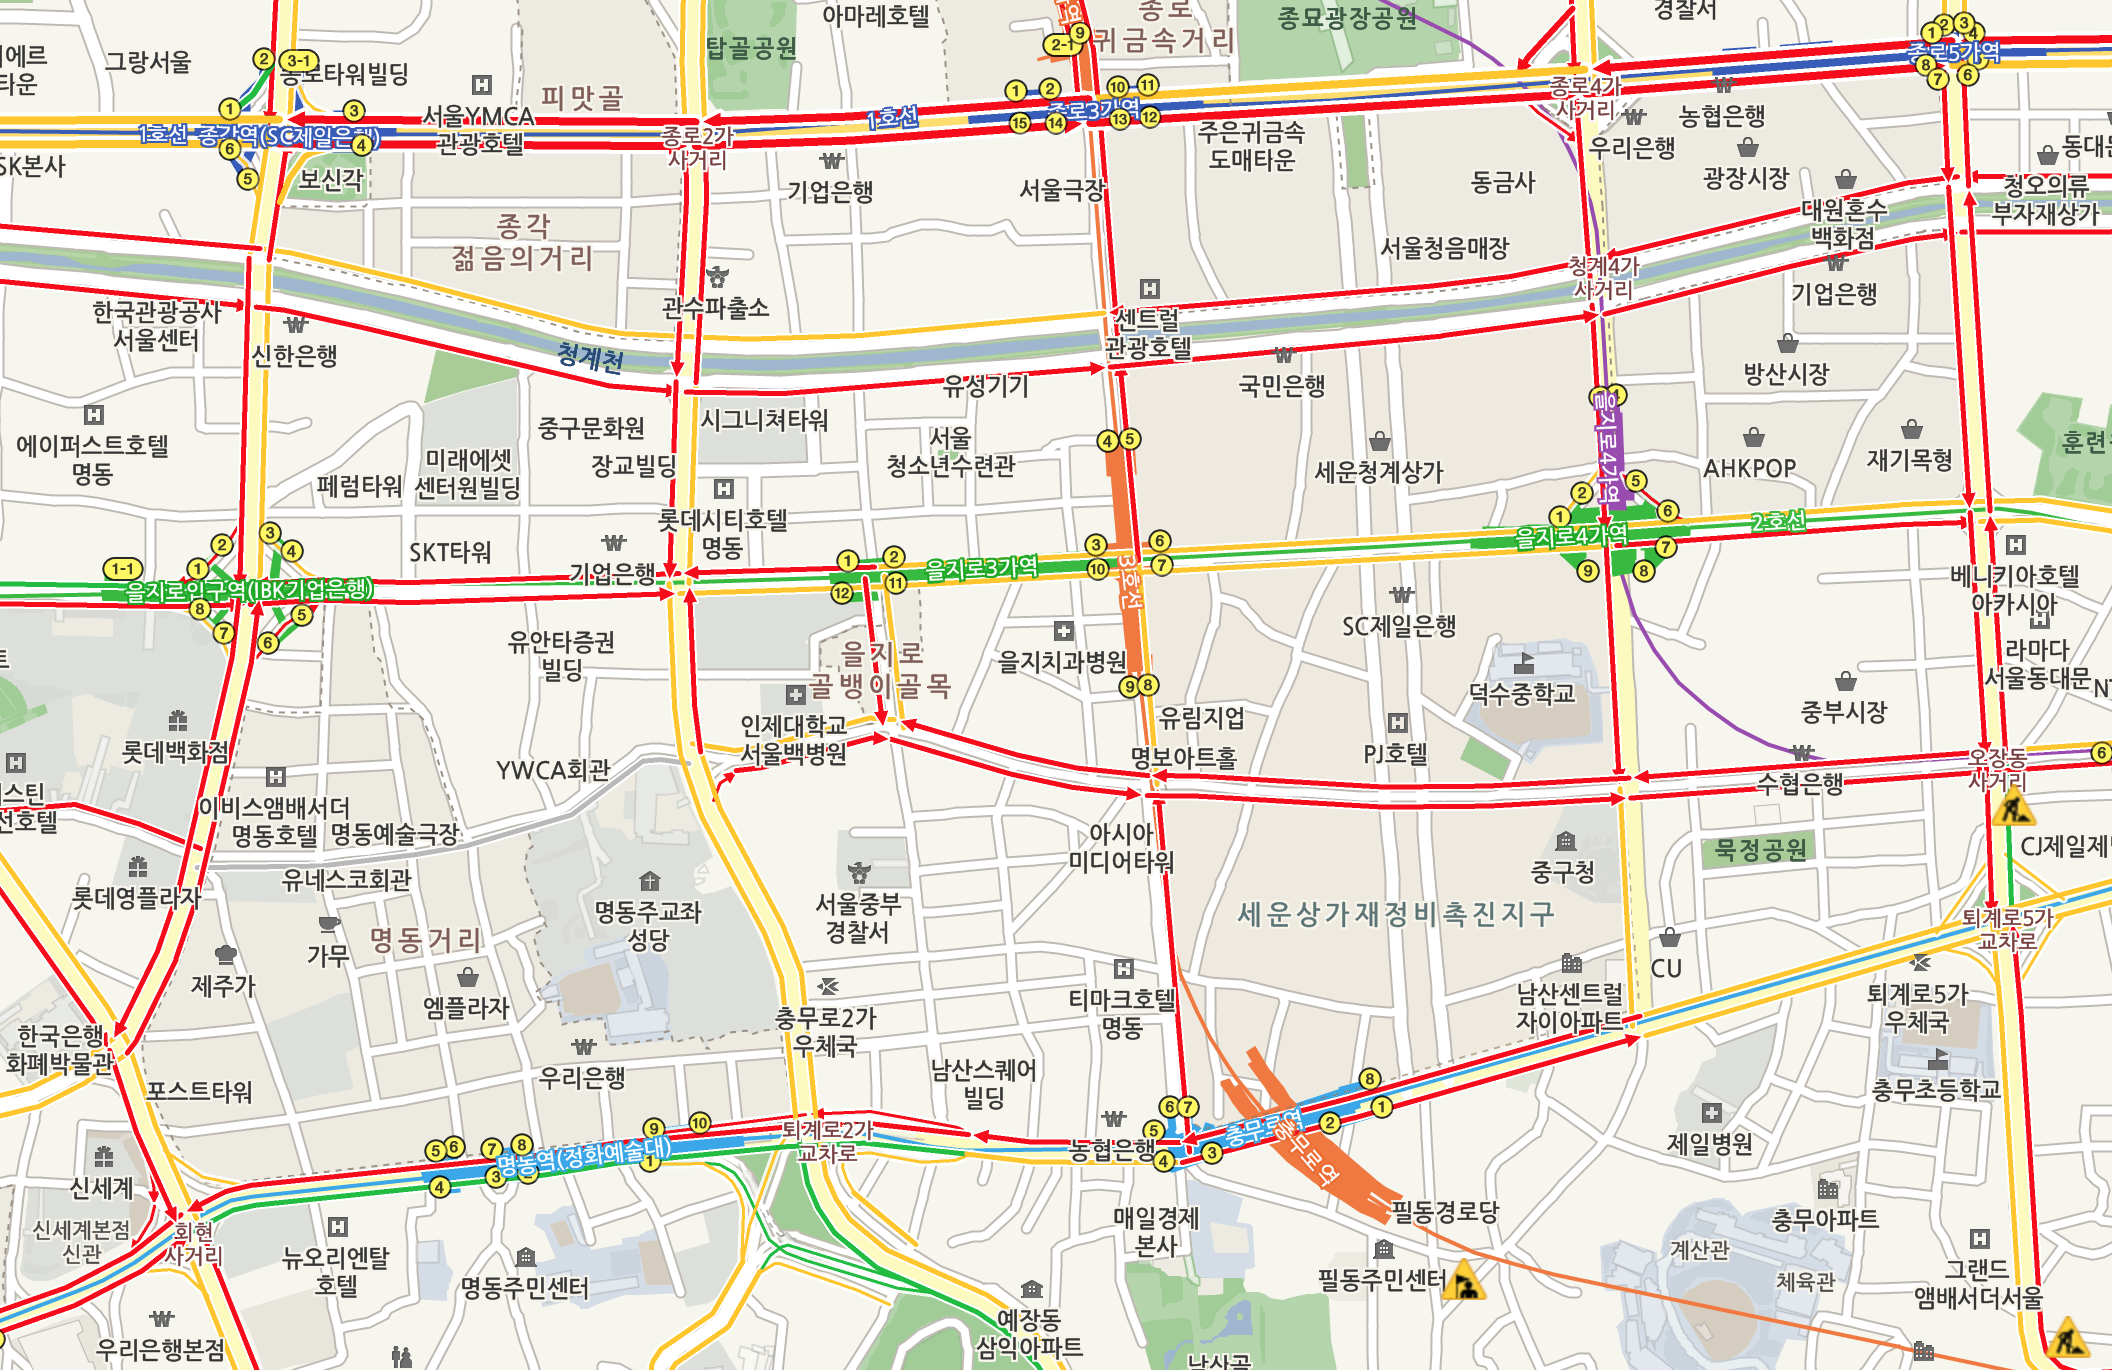 아마레호텔
종로
귀금속거리
종묘광장공원
경찰서
그랑서울
종로타워빌딩
탑골공원
2-1
9
종로5가역
피맛골
서울YMCA
관광호텔
1호선
종각역(SC제일은행)
종로2가
사거리
1호선
종로3가역
종로4가
사거리
농협은행
우리은행
주은귀금속
도매타운
SK본사
보신각
기업은행
서울극장
동금사
광장시장
청오의류
부자재상가
종각
젊음의거리
대원혼수
백화점
서울청음매장
청계4가
사거리
한국관광공사
서울센터
관수파출소
센트럴
관광호텔
기업은행
신한은행
청계천
유성기기
국민은행
방산시장
에이퍼스트호텔
명동
중구문화원
시그니쳐타워
서울
청소년수련관
장교빌딩
미래에셋
센터원빌딩
페럼타워
세운청계상가
을지로4가역
AHKPOP
재기목형
롯데시티호텔
명동
SKT타워
기업은행
을지로3가역
3호선
을지로4가역
2호선
1-1
을지로입구역(IBK기업은행)
베니키아호텔
아카시아
유안타증권
빌딩
을지로
골뱅이골목
을지치과병원
SC제일은행
라마다
서울동대문
덕수중학교
중부시장
롯데백화점
인제대학교
서울백병원
유림지업
명보아트홀
PJ호텔
YWCA회관
수협은행
오장동
사거리
이비스앰배서더
명동호텔
명동예술극장
아시아
미디어타워
묵정공원
중구청
유네스코회관
롯데영플라자
서울중부
경찰서
명동주교좌
성당
세운상가재정비촉진지구
퇴계로5가
교차로
가무
명동거리
제주가
엠플라자
CU
티마크호텔
명동
남산센트럴
자이아파트
퇴계로5가
우체국
충무로2가
우체국
한국은행
화폐박물관
포스트타워
우리은행
남산스퀘어
빌딩
충무초등학교
퇴계로2가
교차로
농협은행
충무로역
충무로역
제일병원
명동역(정화예술대)
신세계
신세계본점
신관
회현
사거리
뉴오리엔탈
호텔
명동주민센터
매일경제
본사
필동경로당
필동주민센터
충무아파트
계산관
체육관
그랜드
앰배서더서울
예장동
삼익아파트
우리은행본점